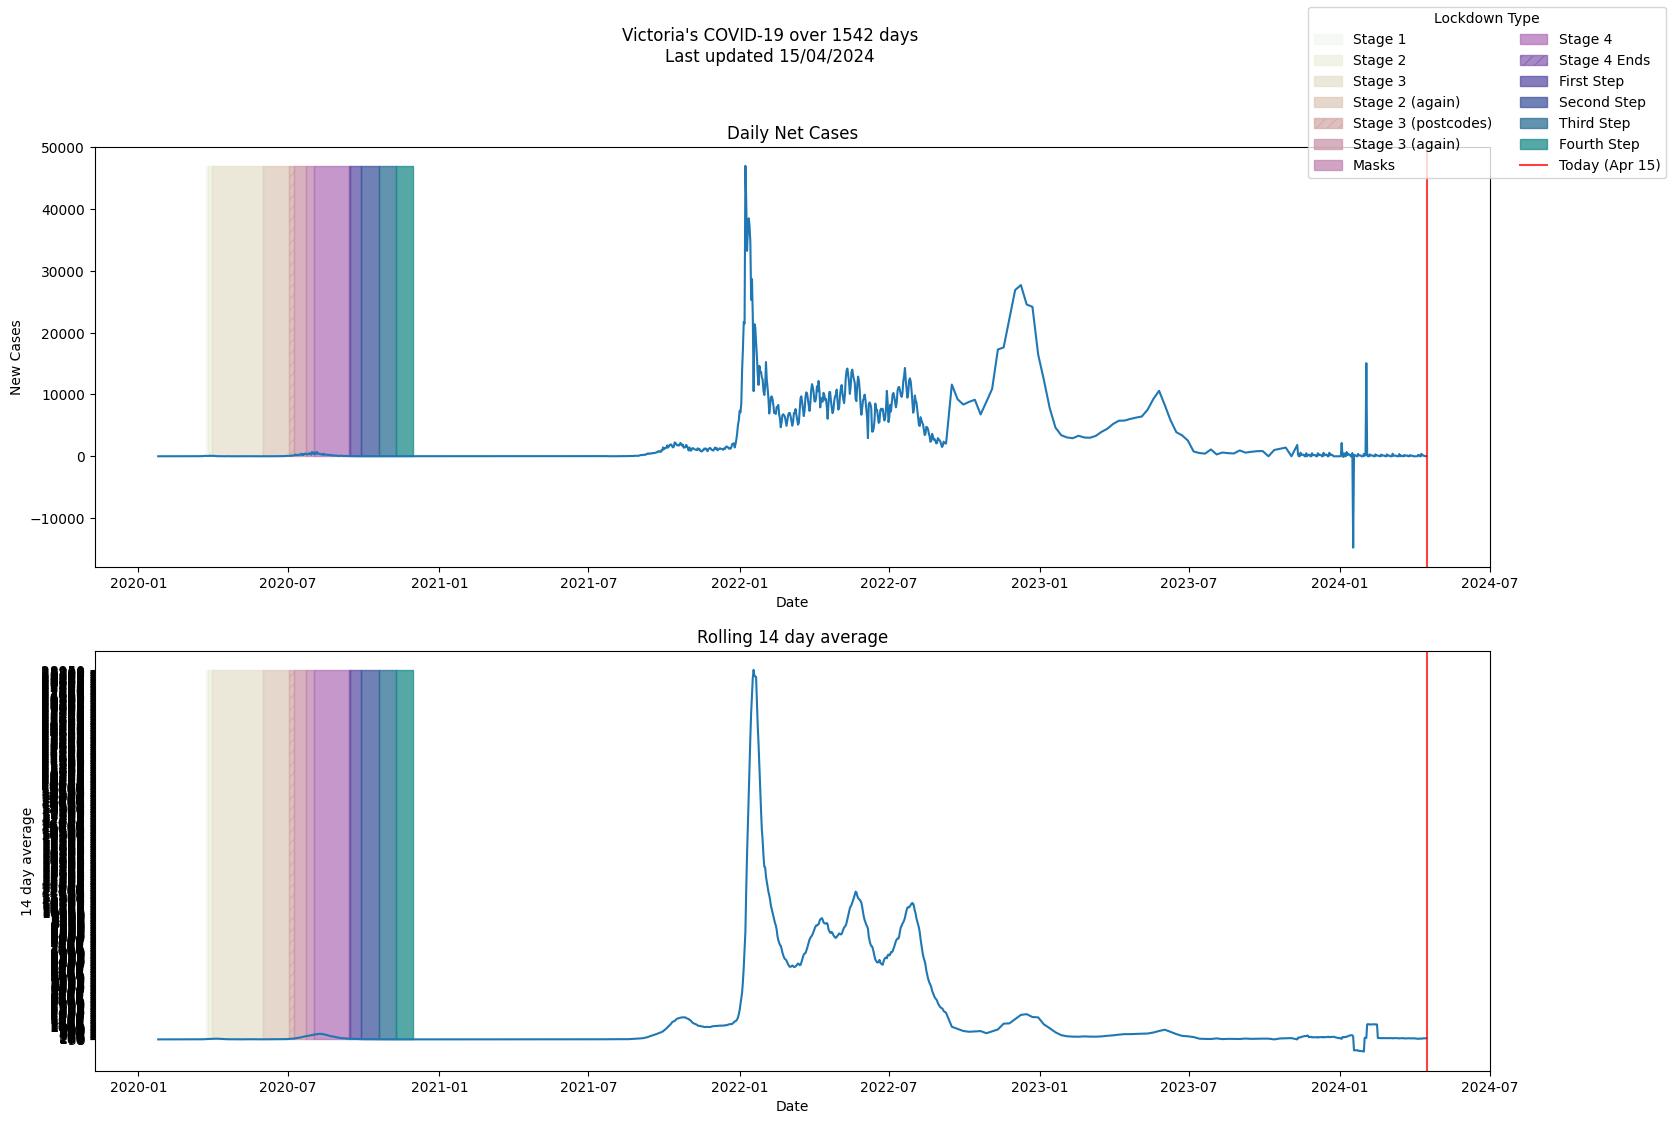 Victoria's COVID-19 over 1542 days
Last updated 15/04/2024
Lockdown Type
Stage 1
Stage 2
Stage 3
Stage 2 (again)
Stage 3 (postcodes)
Stage 3 (again)
Masks
Stage 4
Stage 4 Ends
First Step
Second Step
Third Step
Fourth Step
Today (Apr 15)
Daily Net Cases
New Cases
50000
40000
30000
20000
10000
0
−10000
2020-01 2020-07 2021-01 2021-07 2022-01 2022-07 2023-01 2023-07 2024-01 2024-07
Date
Rolling 14 day average
14 day average
2020-01 2020-07 2021-01 2021-07 2022-01 2022-07 2023-01 2023-07 2024-01 2024-07
Date